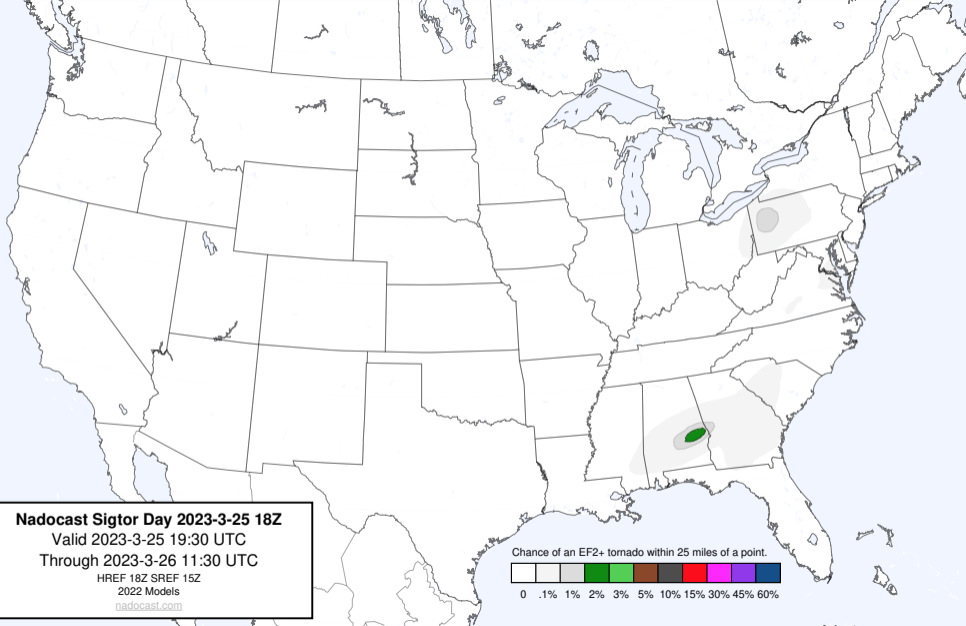 Nadocast Sigtor Day 2023-3-25 18Z
Valid 2023-3-25 19:30 UTC
Through 2023-3-26 11:30 UTC
HREF 18Z SREF 15Z
2022 Models
nadocast.com
Chance of an EF2+ tornado within 25 miles of a point.
0 .1% 1% 2% 3% 5% 10% 15% 30% 45% 60%